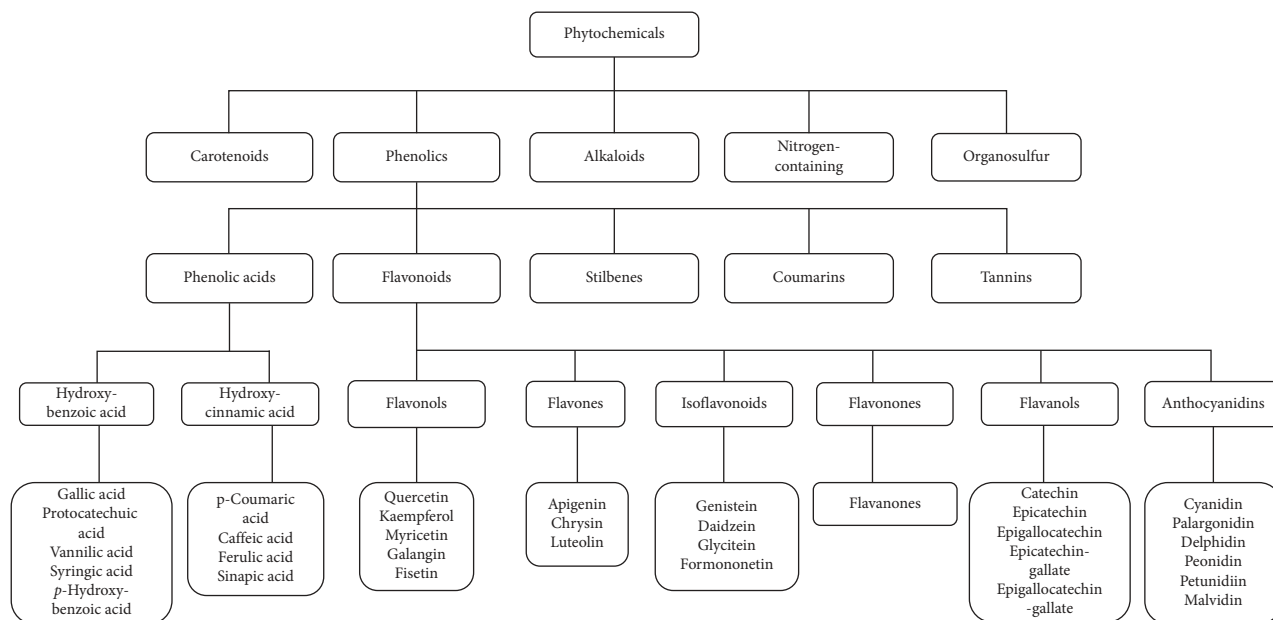 Phytochemicals
Carotenoids
Phenolics
Alkaloids
Nitrogen-
containing
Organosulfur
Phenolic acids
Flavonoids
Stilbenes
Coumarins
Tannins
Hydroxy-
benzoic acid
Hydroxy-
cinnamic acid
Flavonols
Flavones
Isoflavonoids
Flavonones
Flavanols
Anthocyanidins
Gallic acid
Protocatechuic
acid
Vannilic acid
Syringic acid
p-Hydroxy-
benzoic acid
p-Coumaric
acid
Caffeic acid
Ferulic acid
Sinapic acid
Quercetin
Kaempferol
Myricetin
Galangin
Fisetin
Apigenin
Chrysin
Luteolin
Genistein
Daidzein
Glycitein
Formononetin
Flavanones
Catechin
Epicatechin
Epigallocatechin
Epicatechin-
gallate
Epigallocatechin
-gallate
Cyanidin
Palargonidin
Delphidin
Peonidin
Petunidiin
Malvidin